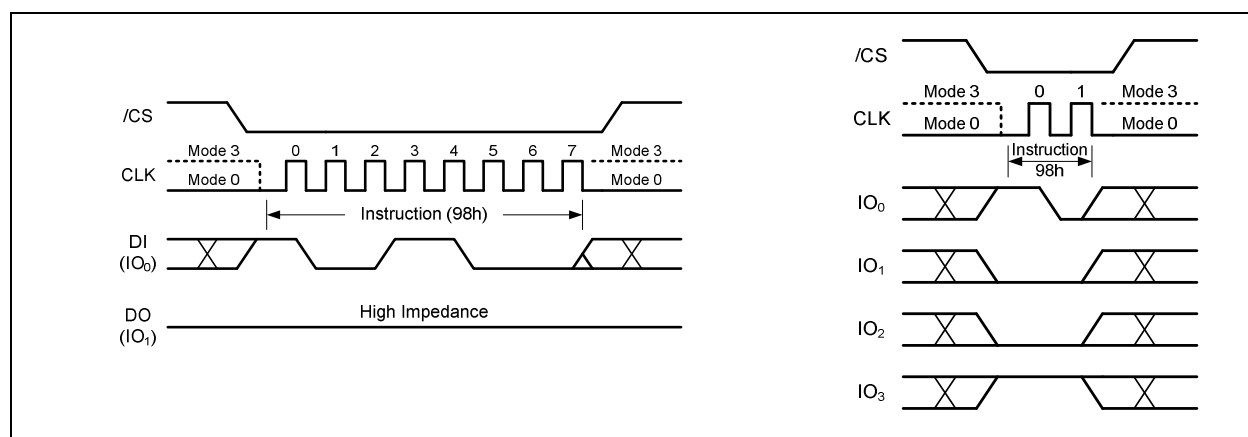 /CS
Mode 3
0 1 2 3 4 5 6 7
Mode 3
CLK
Mode 0
Mode 0
Instruction (98h)
DI
(IO₀)
High Impedance
DO
(IO₁)
/CS
Mode 3
0 1
Mode 3
CLK
Mode 0
Mode 0
Instruction
98h
IO₀
IO₁
IO₂
IO₃